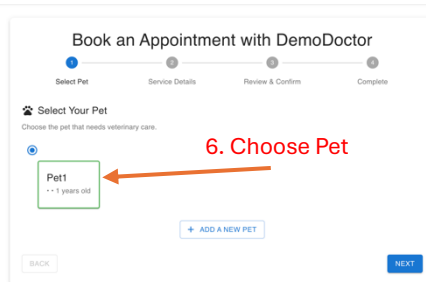 Book an Appointment with DemoDoctor
1 2 3 4
Select Pet Service Details Review & Confirm Complete
Select Your Pet
Choose the pet that needs veterinary care.
6. Choose Pet
Pet1
• • 1 years old
+ ADD A NEW PET
BACK NEXT